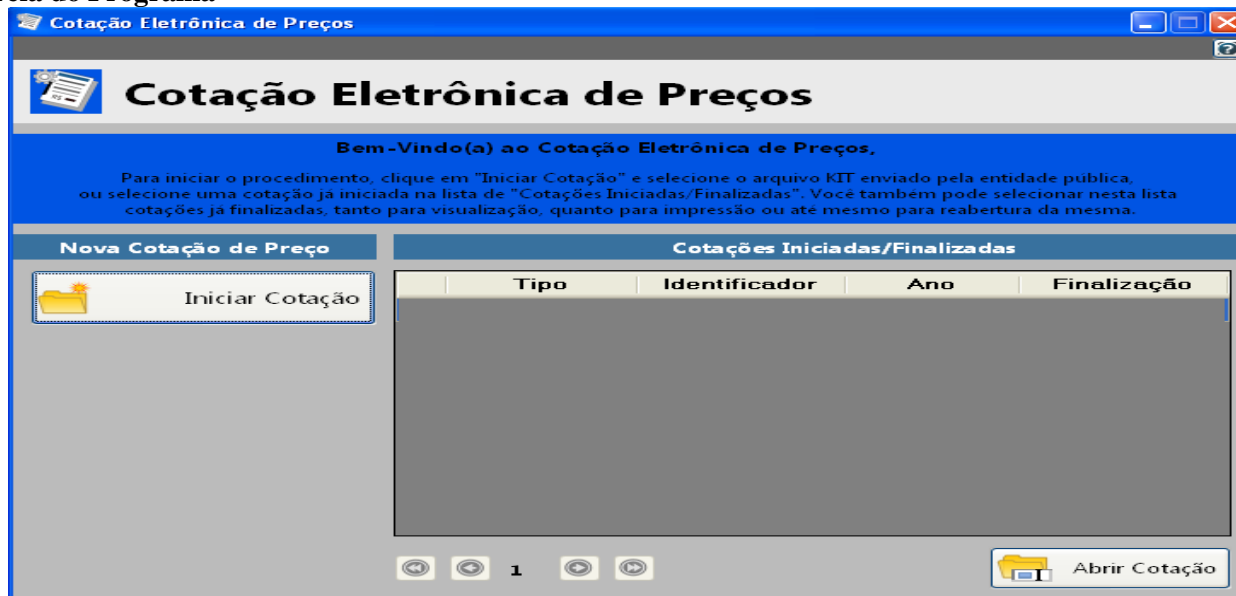 do Programa
Cotação Eletrônica de Preços
Cotação Eletrônica de Preços
Bem-Vindo(a) ao Cotação Eletrônica de Preços,
Para iniciar o procedimento, clique em "Iniciar Cotação" e selecione o arquivo KIT enviado pela entidade publica,
ou selecione uma cotação já iniciada na lista de "Cotações Iniciadas/Finalizadas". Você também pode selecionar nesta lista
cotações já finalizadas, tanto para visualização, quanto para impressão ou até mesmo para reabertura da mesma.
Nova Cotação de Preço
Cotações Iniciadas/Finalizadas
Iniciar Cotação
Tipo Identificador Ano Finalização
1
Abrir Cotação